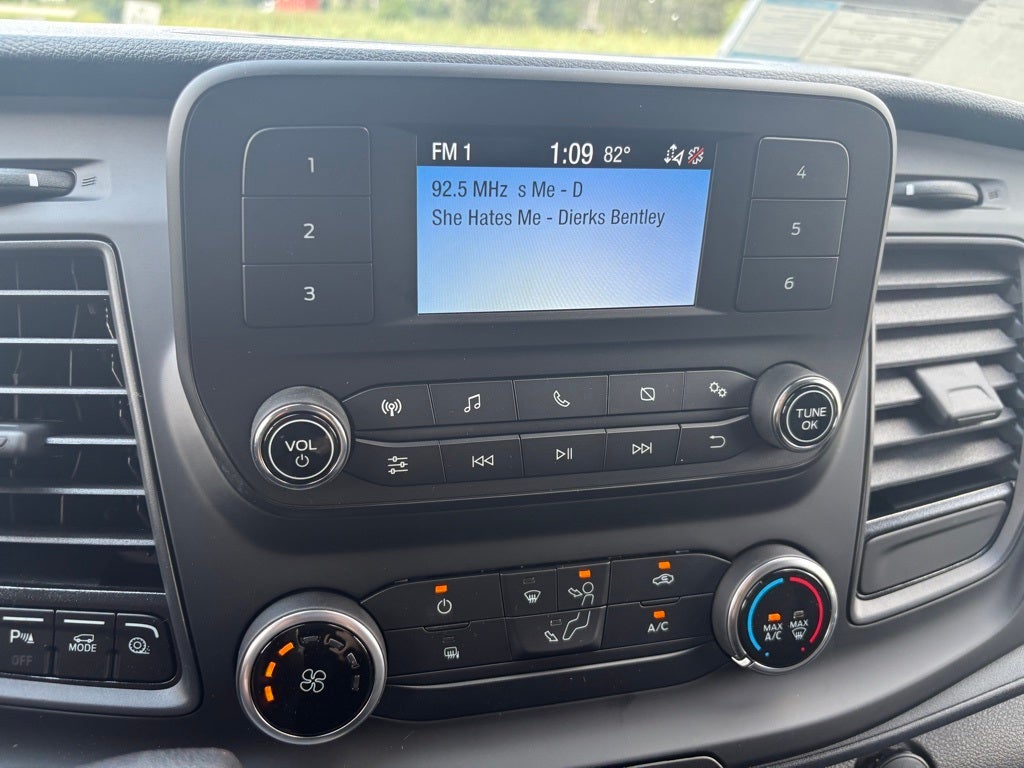 FM 1 1:09 82°
92.5 MHz s Me - D
She Hates Me - Dierks Bentley
1
2
3
4
5
6
VOL
TUNE
OK
P
OFF
MODE
A/C
MAX
A/C
MAX